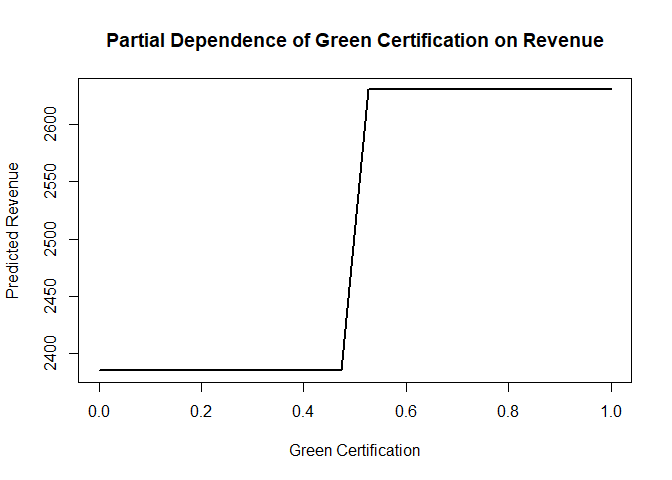 Partial Dependence of Green Certification on Revenue
Predicted Revenue
2600
2550
2500
2450
2400
0.0 0.2 0.4 0.6 0.8 1.0
Green Certification